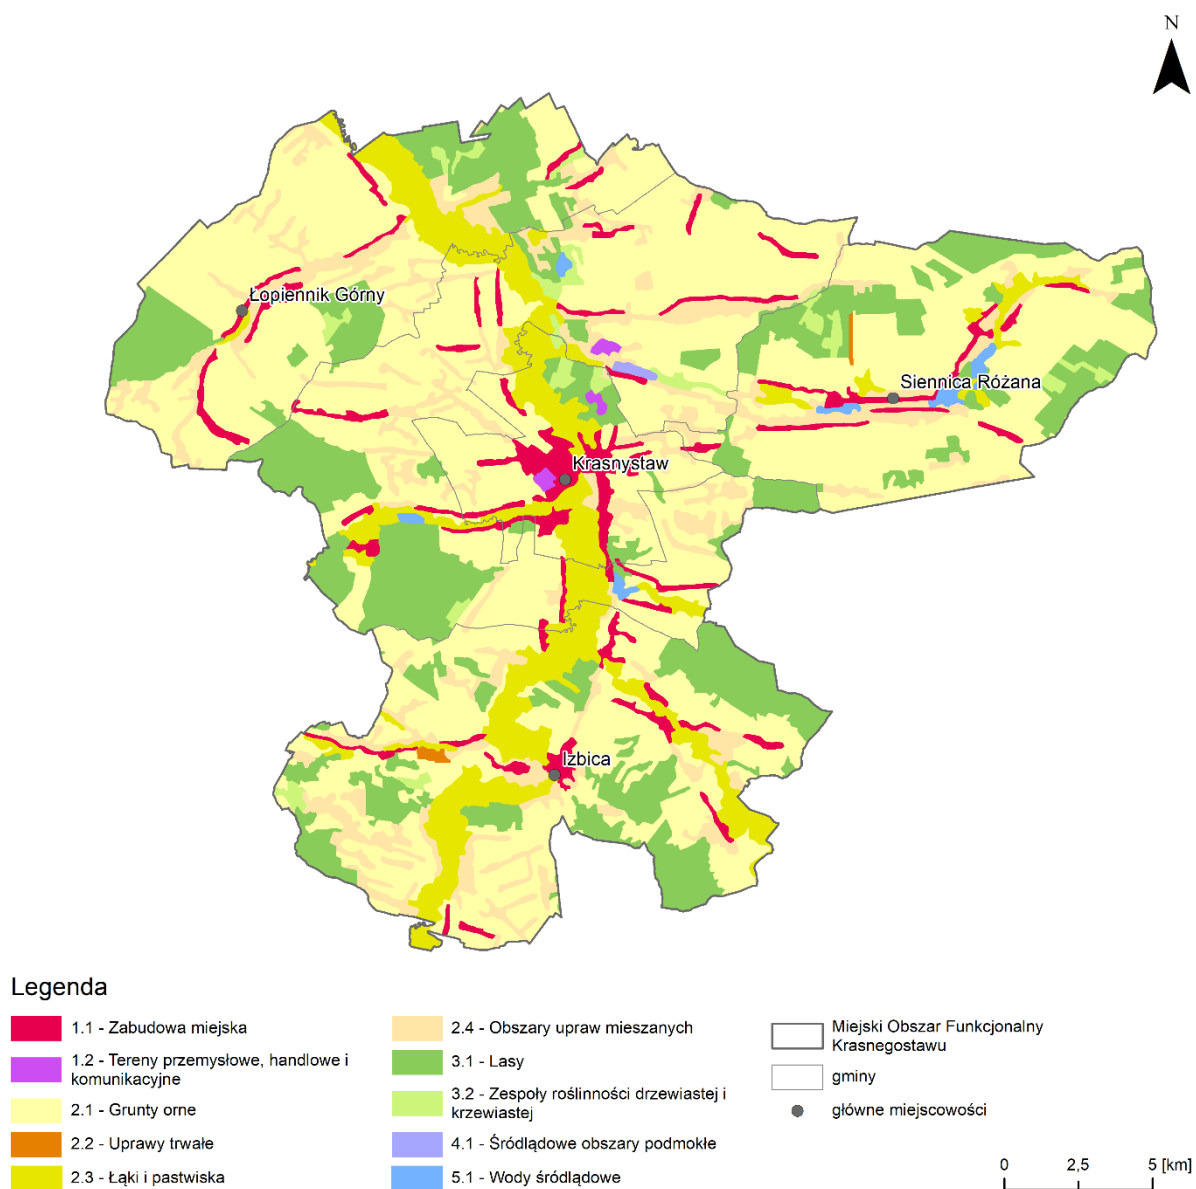 N
Łopiennik Górny
Siennica Różana
Krasnystaw
Izbica
Legenda
1.1 - Zabudowa miejska
1.2 - Tereny przemysłowe, handlowe i
komunikacyjne
2.1 - Grunty orne
2.2 - Uprawy trwałe
2.3 - Łąki i pastwiska
2.4 - Obszary upraw mieszanych
3.1 - Lasy
3.2 - Zespoły roślinności drzewiastej i
krzewiastej
4.1 - Śródlądowe obszary podmokłe
5.1 - Wody śródlądowe
Miejski Obszar Funkcjonalny
Krasnegostawu
gminy
główne miejscowości
0 2,5 5 [km]